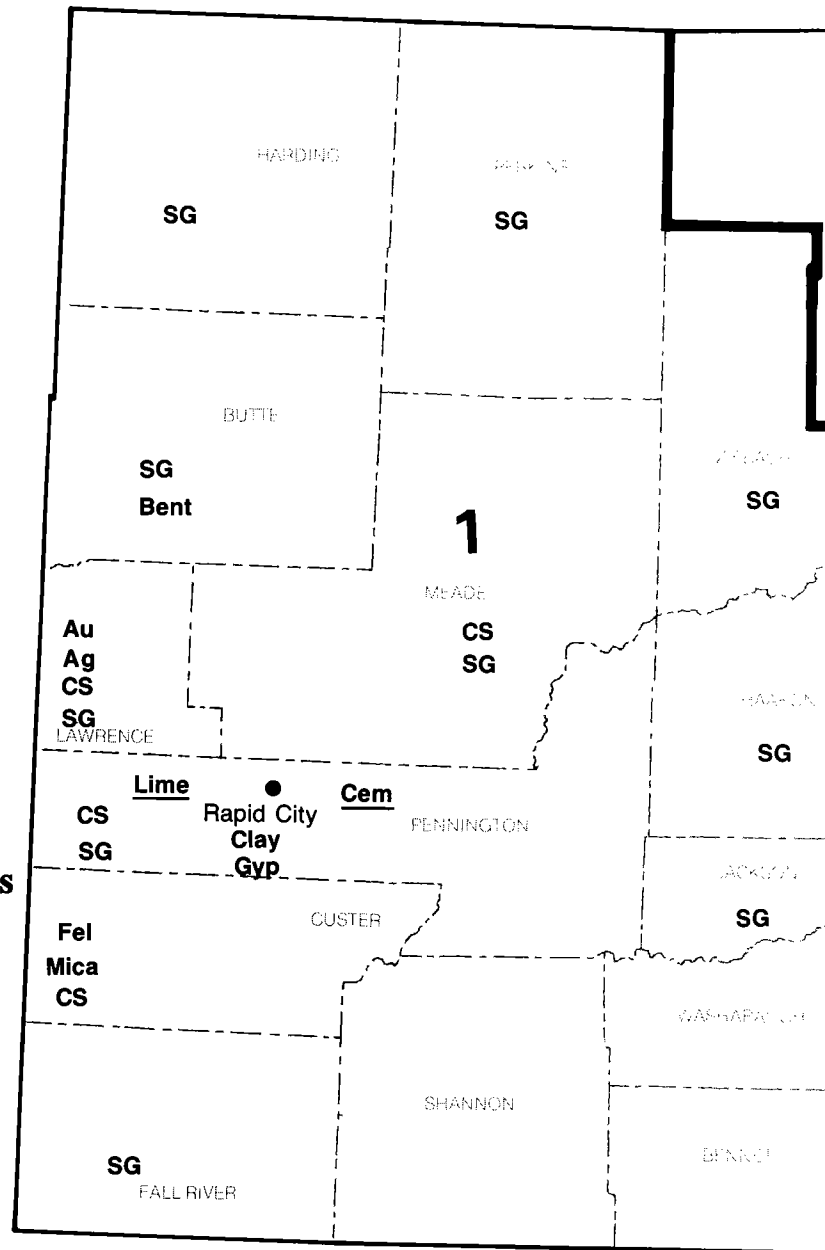 HARDING
SG
SG
BUTTE
SG
Bent
SG
1
MEADE
CS
SG
Au
Ag
CS
SG
LAWRENCE
SG
Lime
Cem
Rapid City
CS
Clay
PENNINGTON
SG
Gyp
S
SG
CUSTER
Fel
Mica
CS
SHANNON
SG
FALL RIVER